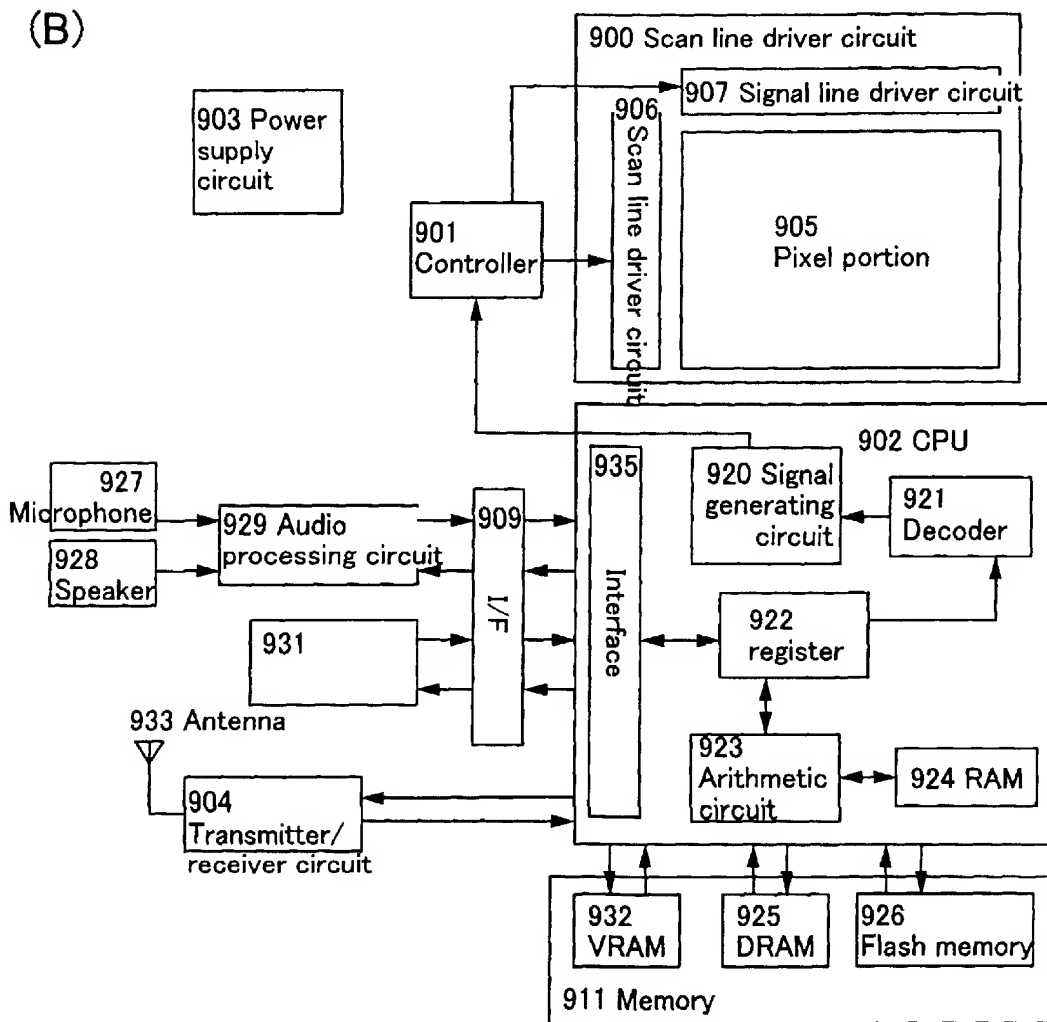 (B)
900 Scan line driver circuit
907 Signal line driver circuit
903 Power
supply
circuit
906
Scan line driver circuit
905
Pixel portion
901
Controller
902 CPU
935
Interface
920 Signal
generating
circuit
921
Decoder
927
Microphone
929 Audio
processing circuit
909
I/F
928
Speaker
922
register
931
933 Antenna
923
Arithmetic
circuit
924 RAM
904
Transmitter/
receiver circuit
932
VRAM
925
DRAM
926
Flash memory
911 Memory